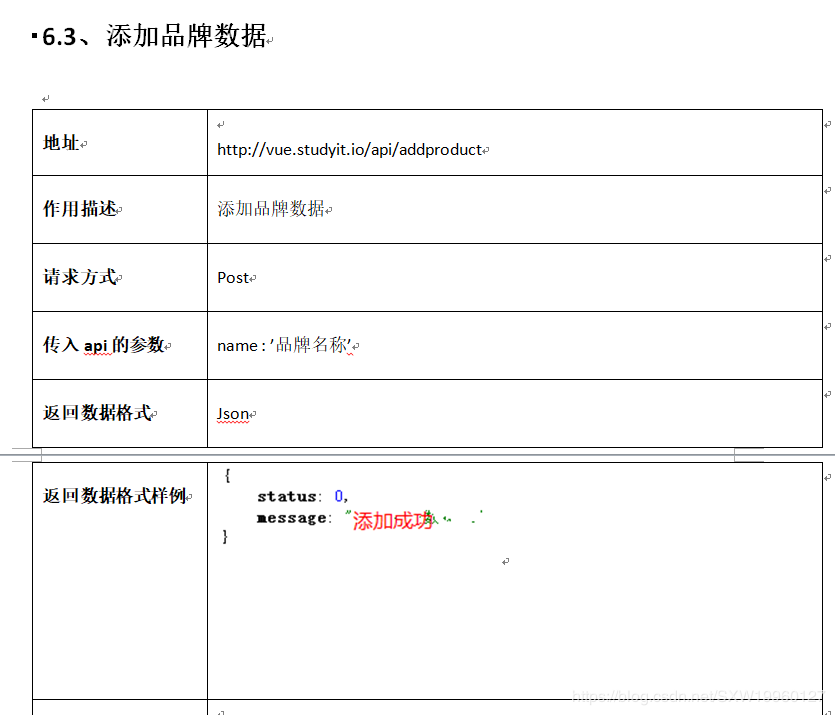 6.3、添加品牌数据
地址
http://vue.studyit.io/api/addproduct
作用描述
添加品牌数据
请求方式
Post
传入 api 的参数
name : ’品牌名称’
返回数据格式
Json
返回数据格式样例
{
status: 0,
message: "添加成功
}
https://blog.csdn.net/SXW19960127